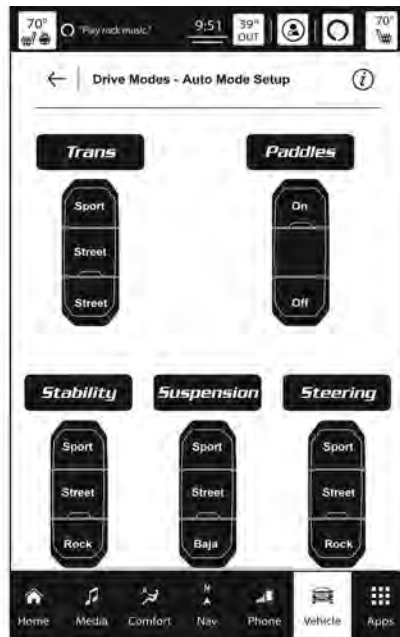 70° "Play rock music." 9:51 39° OUT 70°
Drive Modes - Auto Mode Setup
Trans Paddles
Sport On
Street
Street Off
Stability Suspension Steering
Sport Sport Sport
Street Street Street
Rock Baja Rock
Home Media Comfort Nav Phone Vehicle Apps